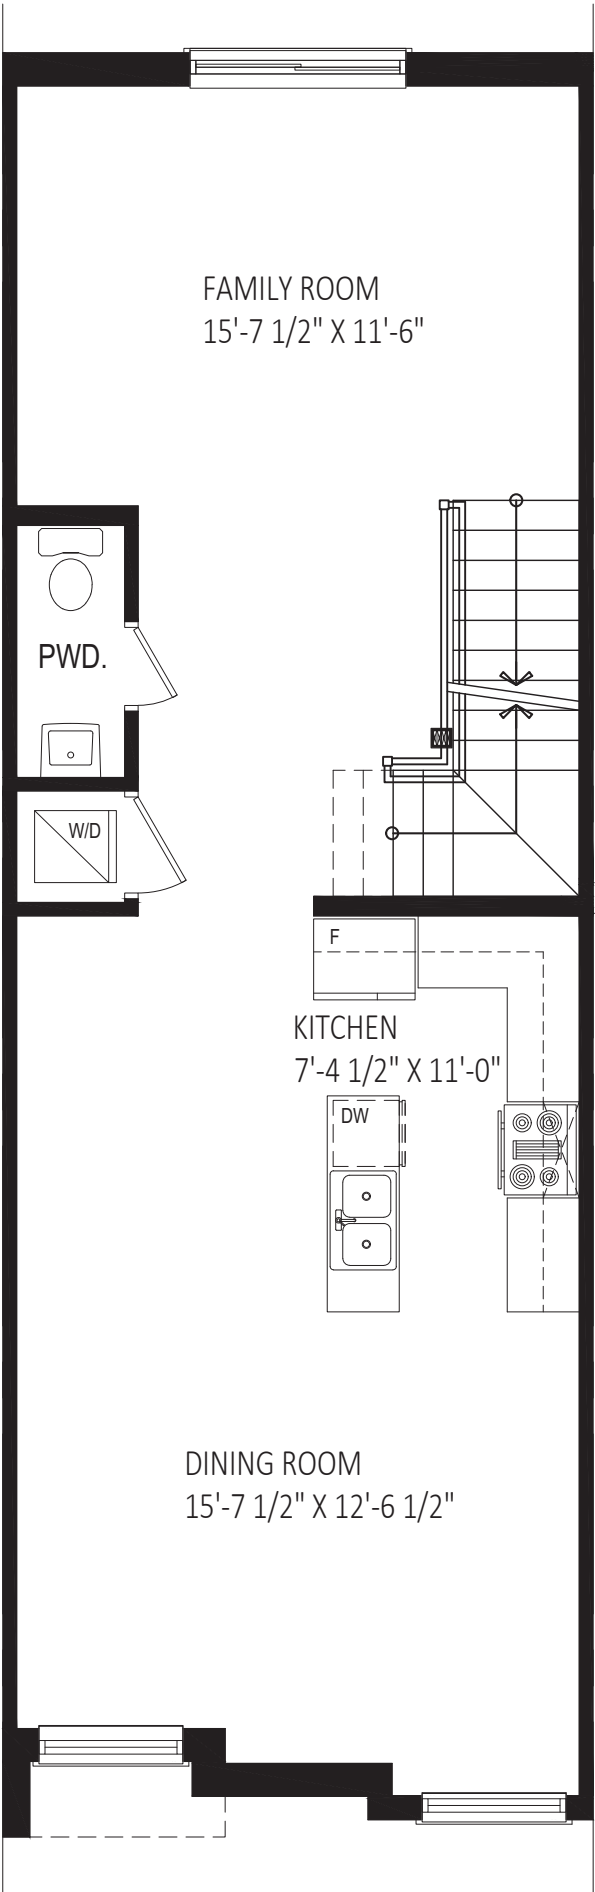 FAMILY ROOM
15'-7 1/2" X 11'-6"
PWD.
W/D
F
KITCHEN
7'-4 1/2" X 11'-0"
DW
DINING ROOM
15'-7 1/2" X 12'-6 1/2"